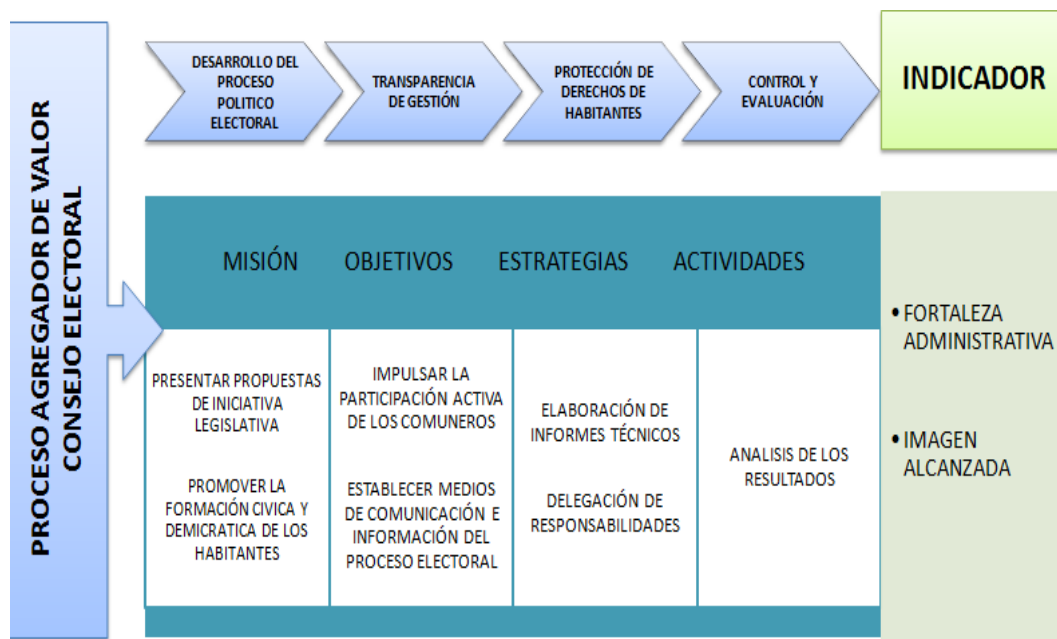 PROCESO AGREGADOR DE VALOR
CONSEJO ELECTORAL
DESARROLLO DEL
PROCESO
POLITICO
ELECTORAL
TRANSPARENCIA
DE GESTIÓN
PROTECCIÓN DE
DERECHOS DE
HABITANTES
CONTROL Y
EVALUACIÓN
INDICADOR
MISIÓN OBJETIVOS ESTRATEGIAS ACTIVIDADES
PRESENTAR PROPUESTAS
DE INICIATIVA
LEGISLATIVA
PROMOVER LA
FORMACIÓN CIVICA Y
DEMICRATICA DE LOS
HABITANTES
IMPULSAR LA
PARTICIPACIÓN ACTIVA
DE LOS COMUNEROS
ESTABLECER MEDIOS
DE COMUNICACIÓN E
INFORMACIÓN DEL
PROCESO ELECTORAL
ELABORACIÓN DE
INFORMES TÉCNICOS
DELEGACIÓN DE
RESPONSABILIDADES
ANALISIS DE LOS
RESULTADOS
• FORTALEZA
ADMINISTRATIVA
• IMAGEN
ALCANZADA